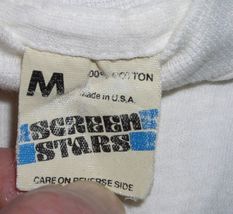 M
100% COTTON
Made in U.S.A.
SCREEN
STARS
CARE ON REVERSE SIDE